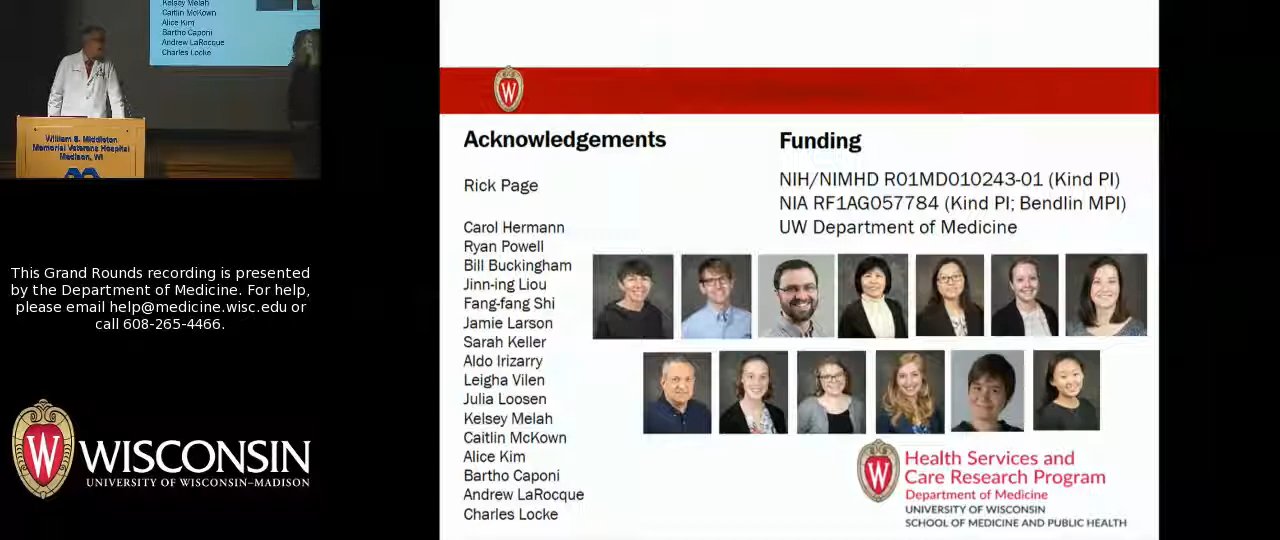 Kelsey Melah
Caitlin McKown
Alice Kim
Bartho Caponi
Andrew LaRocque
Charles Locke
William S. Middleton
Memorial Veterans Hospital
Madison, WI
This Grand Rounds recording is presented
by the Department of Medicine. For help,
please email help@medicine.wisc.edu or
call 608-265-4466.
W
WISCONSIN
UNIVERSITY OF WISCONSIN–MADISON
W
Acknowledgements
Rick Page
Carol Hermann
Ryan Powell
Bill Buckingham
Jinn-ing Liou
Fang-fang Shi
Jamie Larson
Sarah Keller
Aldo Irizarry
Leigha Vilen
Julia Loosen
Kelsey Melah
Caitlin McKown
Alice Kim
Bartho Caponi
Andrew LaRocque
Charles Locke
Funding
NIH/NIMHD R01MD010243-01 (Kind PI)
NIA RF1AG057784 (Kind PI; Bendlin MPI)
UW Department of Medicine
W
Health Services and
Care Research Program
Department of Medicine
UNIVERSITY OF WISCONSIN
SCHOOL OF MEDICINE AND PUBLIC HEALTH